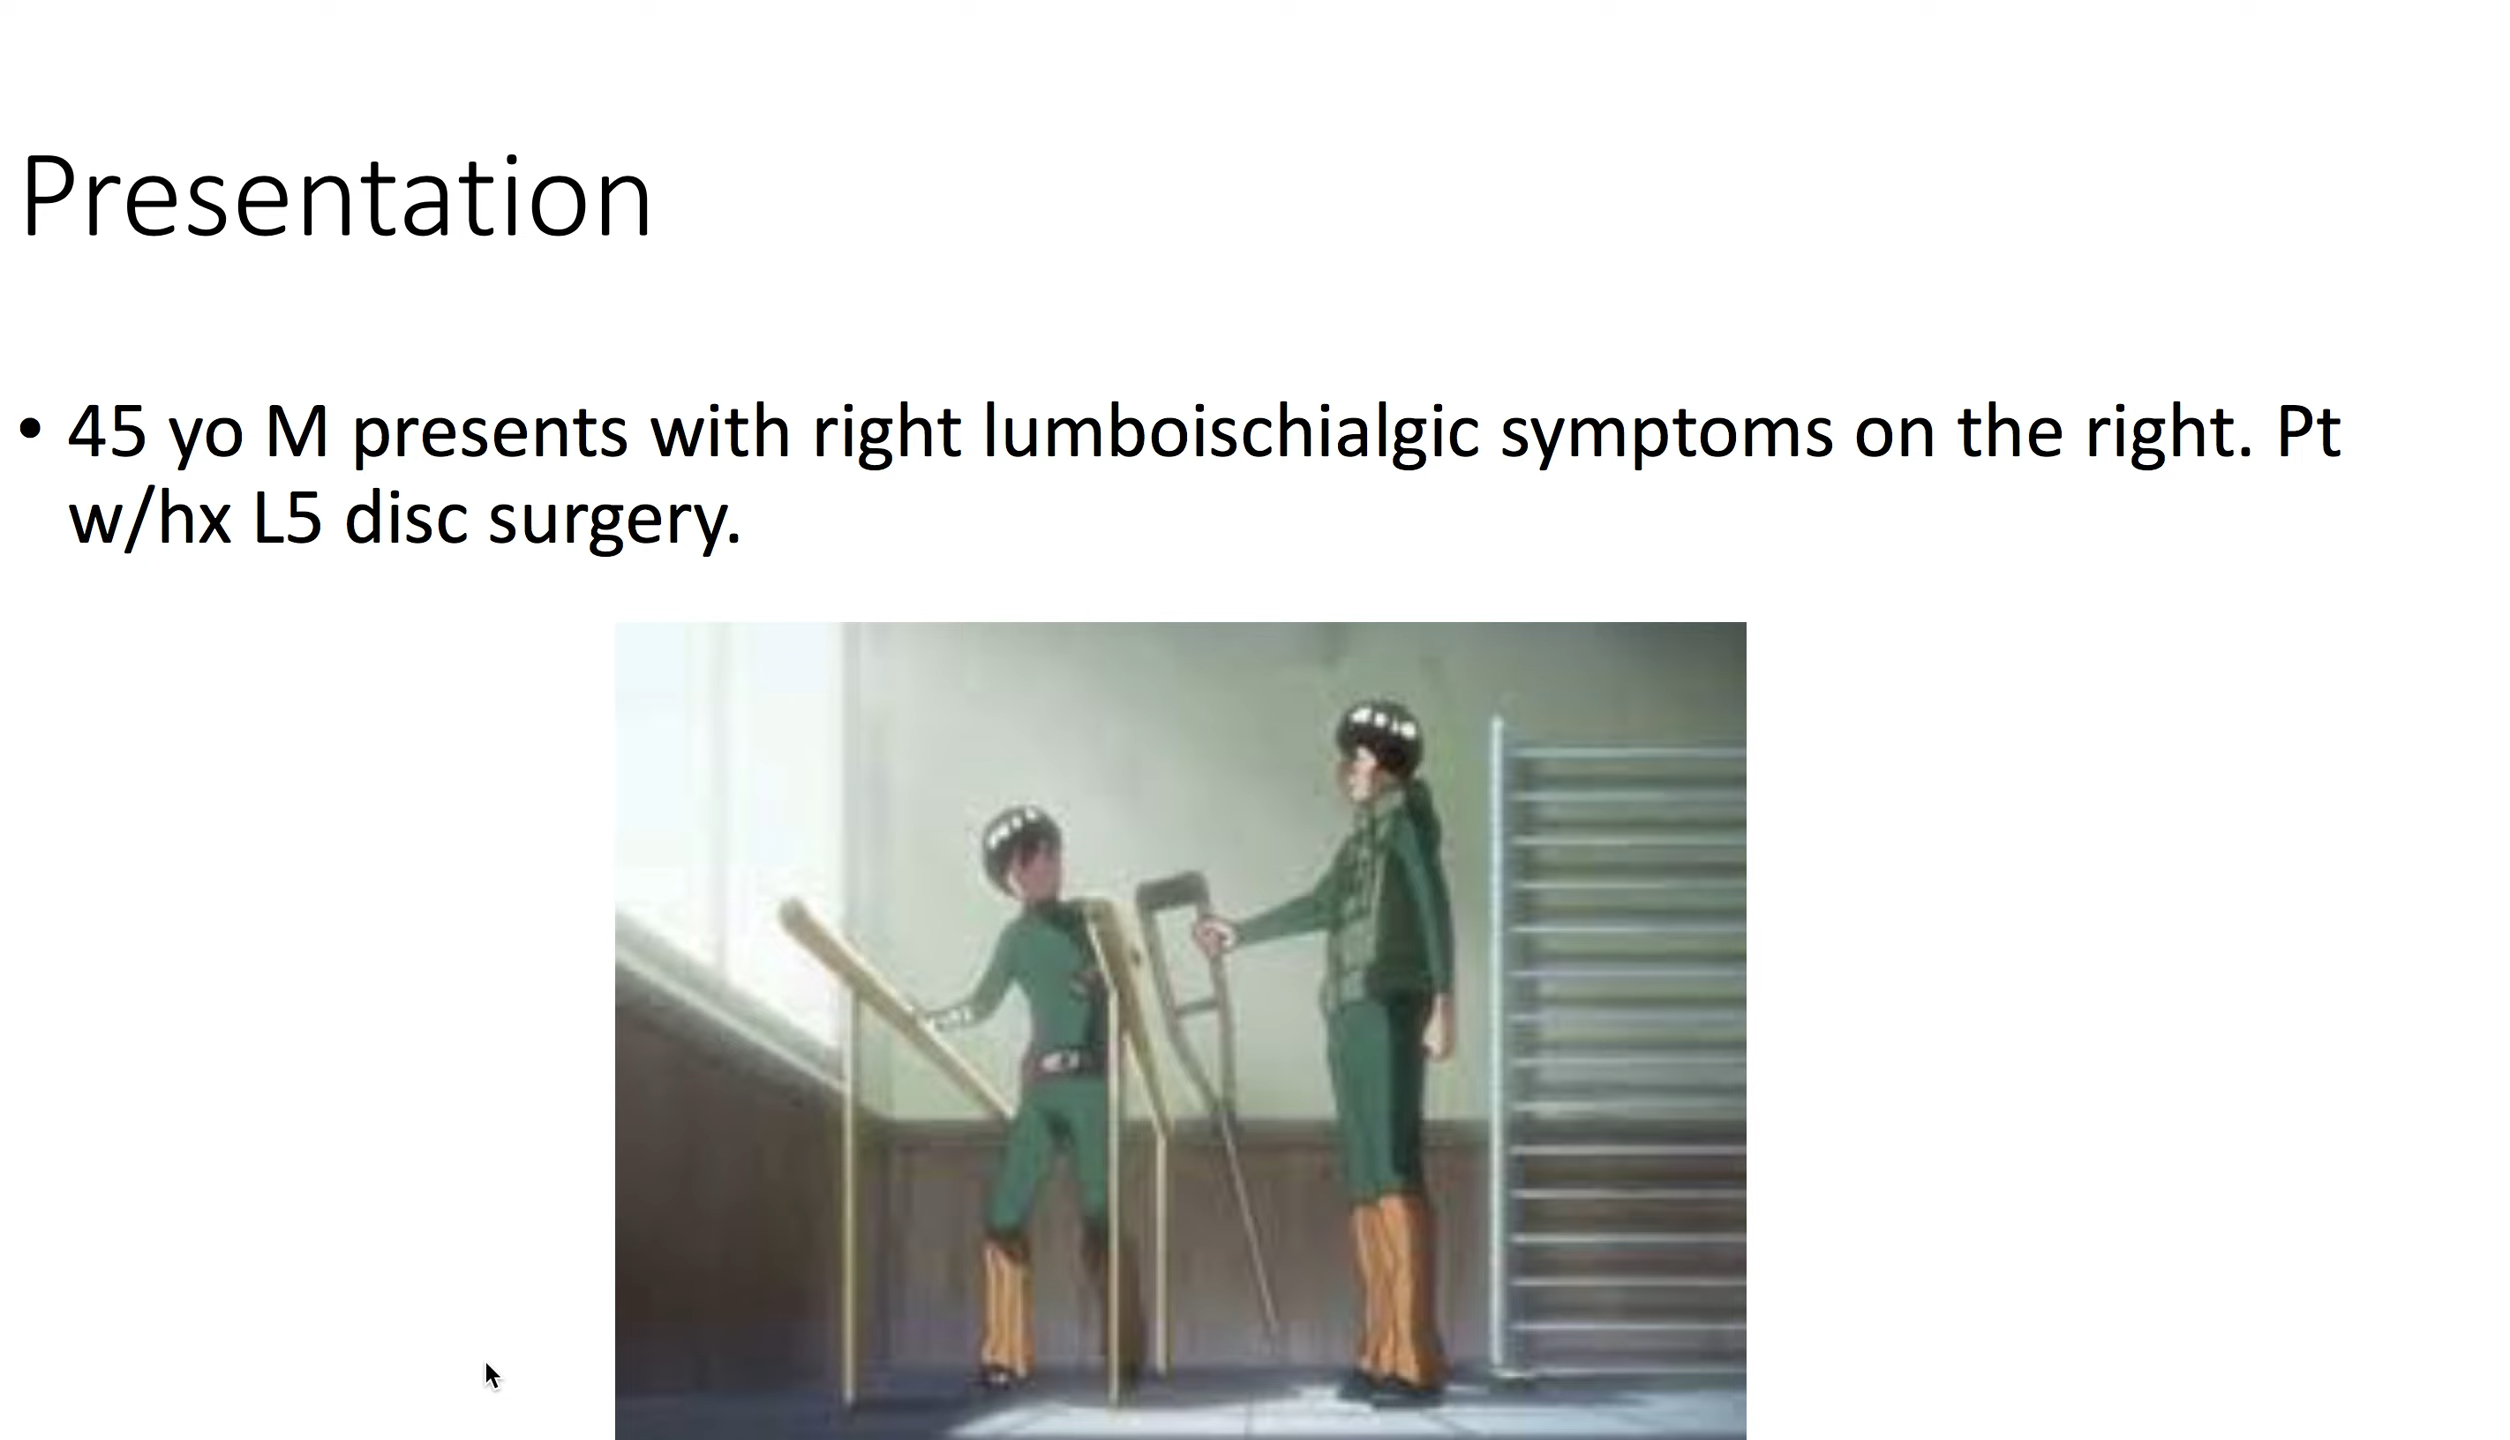 Presentation
• 45 yo M presents with right lumboischialgic symptoms on the right. Pt
w/hx L5 disc surgery.